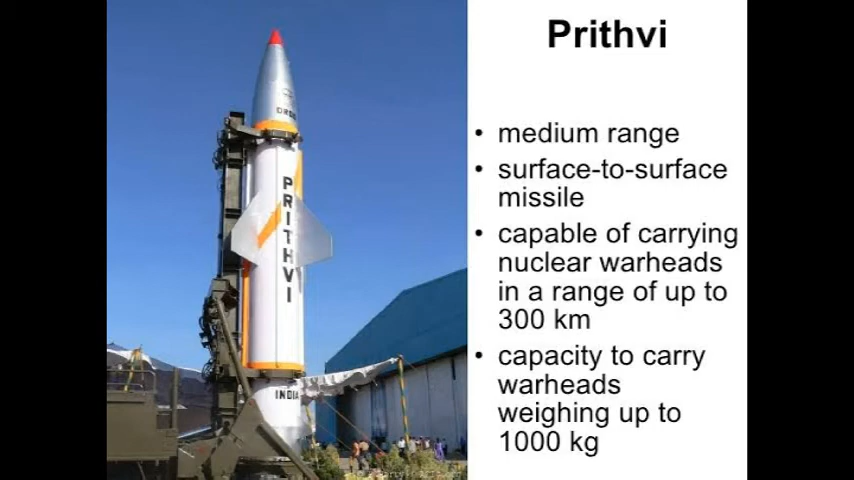 Prithvi
• medium range
• surface-to-surface
missile
• capable of carrying
nuclear warheads
in a range of up to
300 km
• capacity to carry
warheads
weighing up to
1000 kg
DRDO
PRITHVI
INDIA